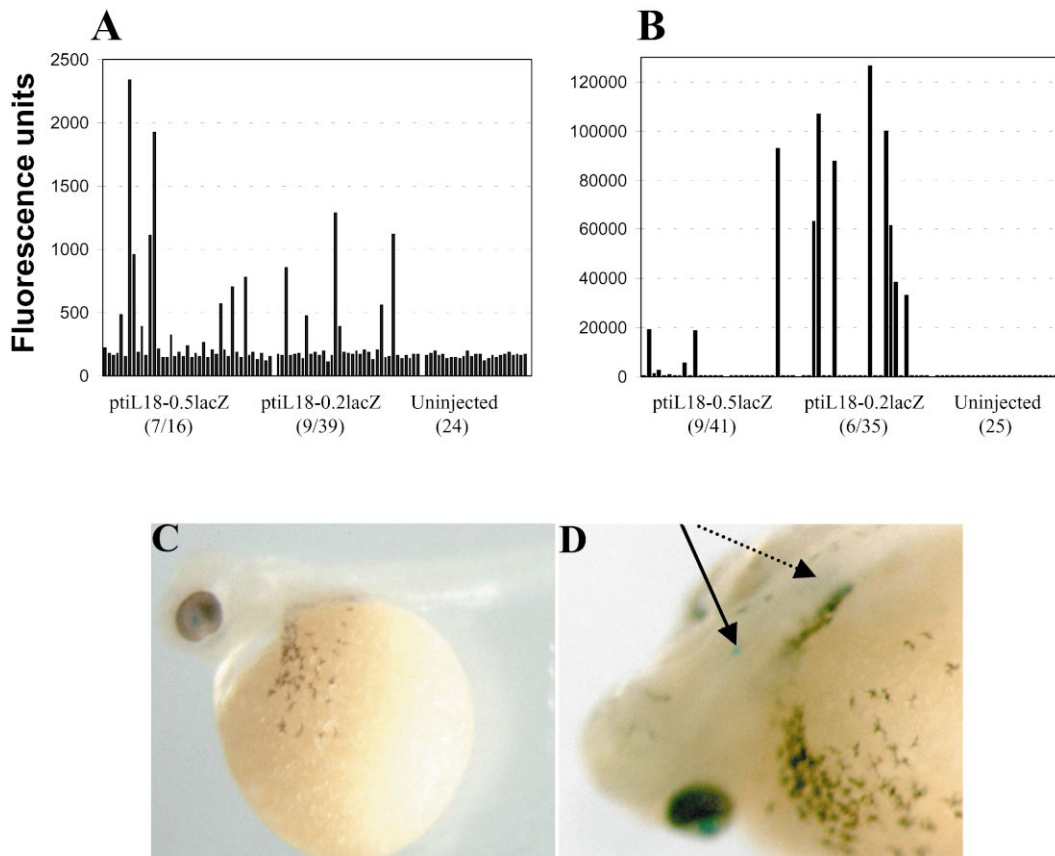 A
B
Fluorescence units
2500
2000
1500
1000
500
0
ptiL18-0.5lacZ
(7/16)
ptiL18-0.2lacZ
(9/39)
Uninjected
(24)
120000
100000
80000
60000
40000
20000
0
ptiL18-0.5lacZ
(9/41)
ptiL18-0.2lacZ
(6/35)
Uninjected
(25)
C
D